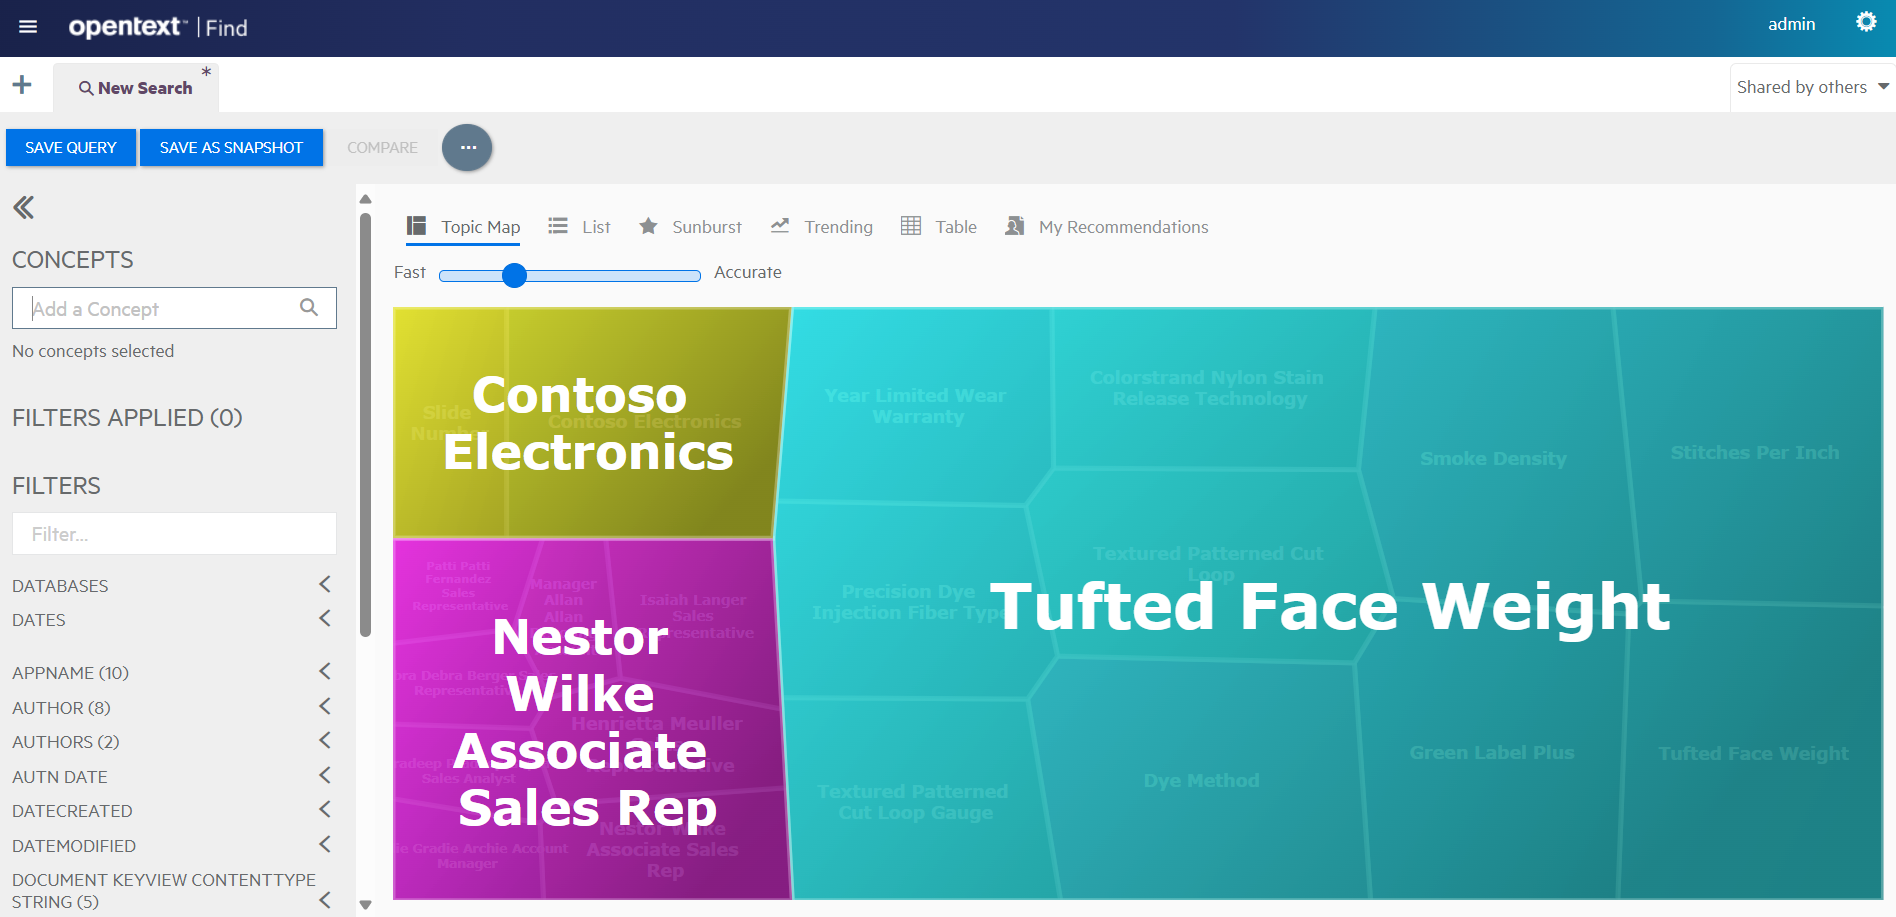 opentext™ | Find
admin
New Search *
Shared by others
SAVE QUERY
SAVE AS SNAPSHOT
COMPARE
...
CONCEPTS
Add a Concept
No concepts selected
FILTERS APPLIED (0)
FILTERS
Filter...
DATABASES
DATES
APPNAME (10)
AUTHOR (8)
AUTHORS (2)
AUTN DATE
DATECREATED
DATEMODIFIED
DOCUMENT KEYVIEW CONTENTTYPE
STRING (5)
Topic Map
List
Sunburst
Trending
Table
My Recommendations
Fast
Accurate
Contoso
Electronics
Slide
Number
Contoso Electronics
Nestor
Wilke
Associate
Sales Rep
Patti Patti
Fernandez
Sales
Representative
Manager
Allan
Allan
Isaiah Langer
Sales
Representative
Debra Berger Sales
Representative
Henrietta Meuller
Representative
Sales Analyst
Gradie Archie Account
Manager
Nestor Wilke
Associate Sales
Rep
Tufted Face Weight
Year Limited Wear
Warranty
Colorstrand Nylon Stain
Release Technology
Smoke Density
Stitches Per Inch
Precision Dye
Injection Fiber Type
Textured Patterned Cut
Loop
Textured Patterned
Cut Loop Gauge
Dye Method
Green Label Plus
Tufted Face Weight